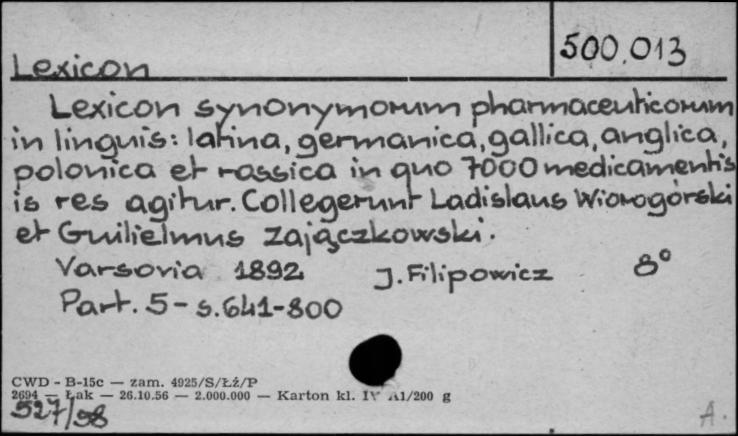 500.013
Lexicon
Lexicon synonymorum pharmaceuticorum
in linguis: latina, germanica, gallica, anglica,
polonica et rassica in quo 7000 medicamentis
is res agitur. Collegerunt Ladislaus Wiorogórski
et Guilielmus Zajączkowski.
Varsovia 1892 J. Filipowicz 8°
Part. 5 - s. 641-800
CWD - B-15c — zam. 4925/S/Łź/P
2694 — Łak — 26.10.56 — 2.000.000 — Karton kl. IV A1/200 g
527/58
A.